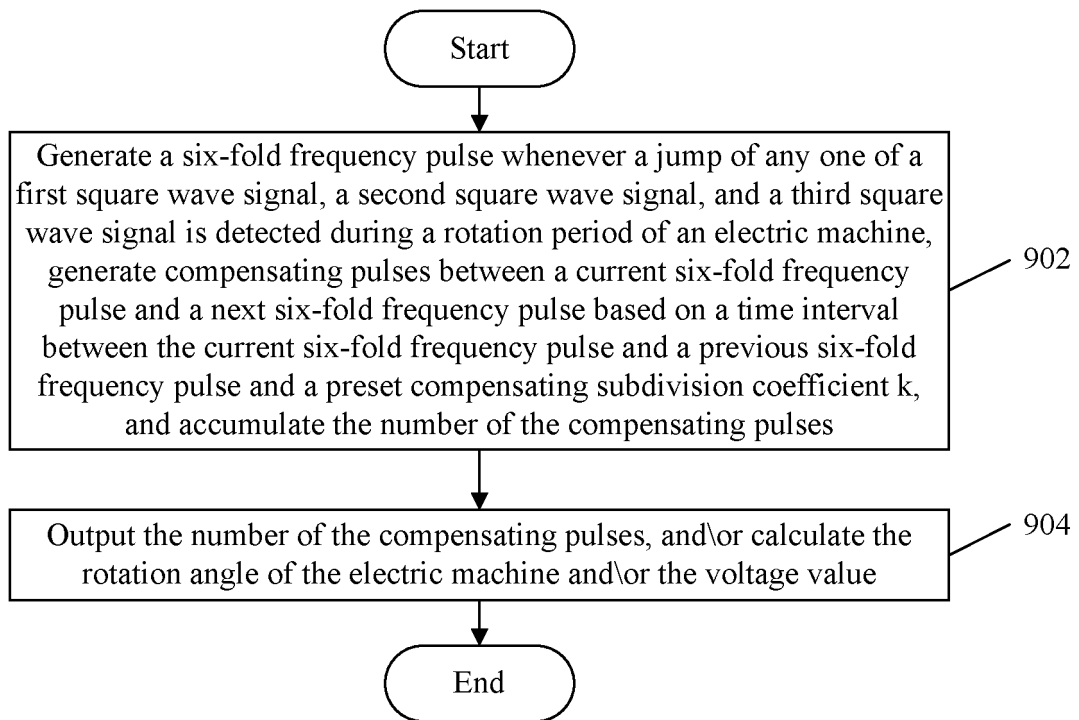 Start
Generate a six-fold frequency pulse whenever a jump of any one of a
first square wave signal, a second square wave signal, and a third square
wave signal is detected during a rotation period of an electric machine,
generate compensating pulses between a current six-fold frequency
pulse and a next six-fold frequency pulse based on a time interval
between the current six-fold frequency pulse and a previous six-fold
frequency pulse and a preset compensating subdivision coefficient k,
and accumulate the number of the compensating pulses
902
Output the number of the compensating pulses, and\or calculate the
rotation angle of the electric machine and\or the voltage value
904
End